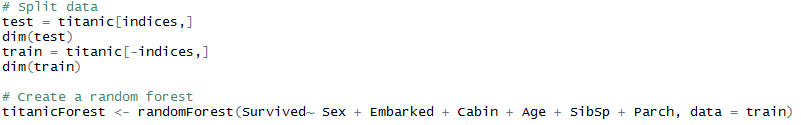 # Split data
test = titanic[indices,]
dim(test)
train = titanic[-indices,]
dim(train)
# Create a random forest
titanicForest <- randomForest(Survived~ Sex + Embarked + Cabin + Age + SibSp + Parch, data = train)